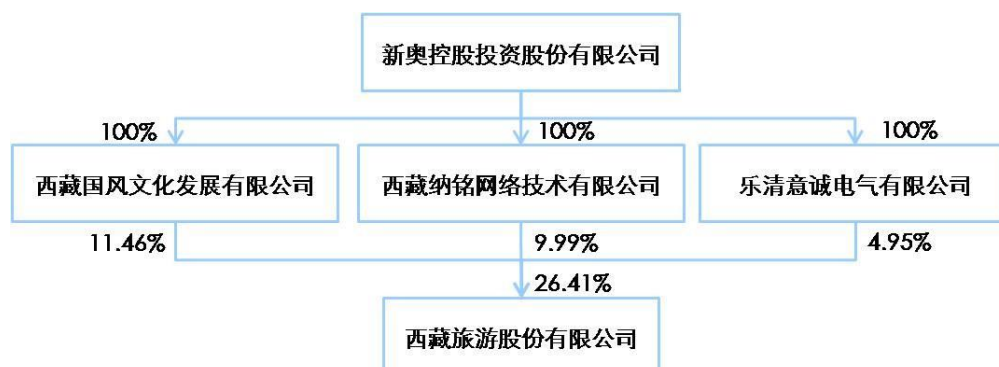 新奥控股投资股份有限公司
100%
100%
100%
西藏国风文化发展有限公司
西藏纳铭网络技术有限公司
乐清意诚电气有限公司
11.46%
9.99%
4.95%
26.41%
西藏旅游股份有限公司